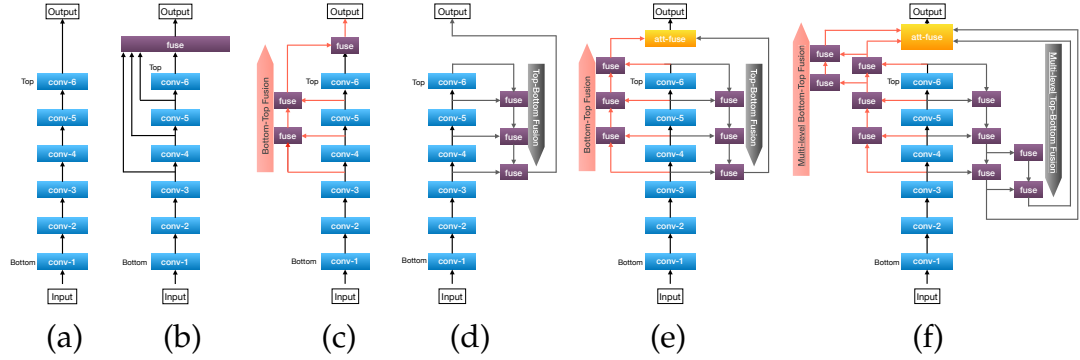 Output
Top
conv-6
conv-5
conv-4
conv-3
conv-2
Bottom
conv-1
Input
(a)
Output
fuse
Top
conv-6
conv-5
conv-4
conv-3
conv-2
Bottom
conv-1
Input
(b)
Output
fuse
Top
conv-6
fuse
conv-5
fuse
conv-4
conv-3
conv-2
Bottom
conv-1
Input
Bottom-Top Fusion
(c)
Output
Top
conv-6
fuse
conv-5
fuse
conv-4
fuse
conv-3
conv-2
Bottom
conv-1
Input
Top-Bottom Fusion
(d)
Output
att-fuse
fuse
Top
conv-6
fuse
fuse
conv-5
fuse
fuse
conv-4
fuse
conv-3
conv-2
Bottom
conv-1
Input
Bottom-Top Fusion
Top-Bottom Fusion
(e)
Output
att-fuse
fuse
fuse
fuse
Top
conv-6
fuse
fuse
conv-5
fuse
fuse
conv-4
fuse
fuse
fuse
conv-3
conv-2
Bottom
conv-1
Input
Multi-level Bottom-Top Fusion
Multi-level Top-Bottom Fusion
(f)